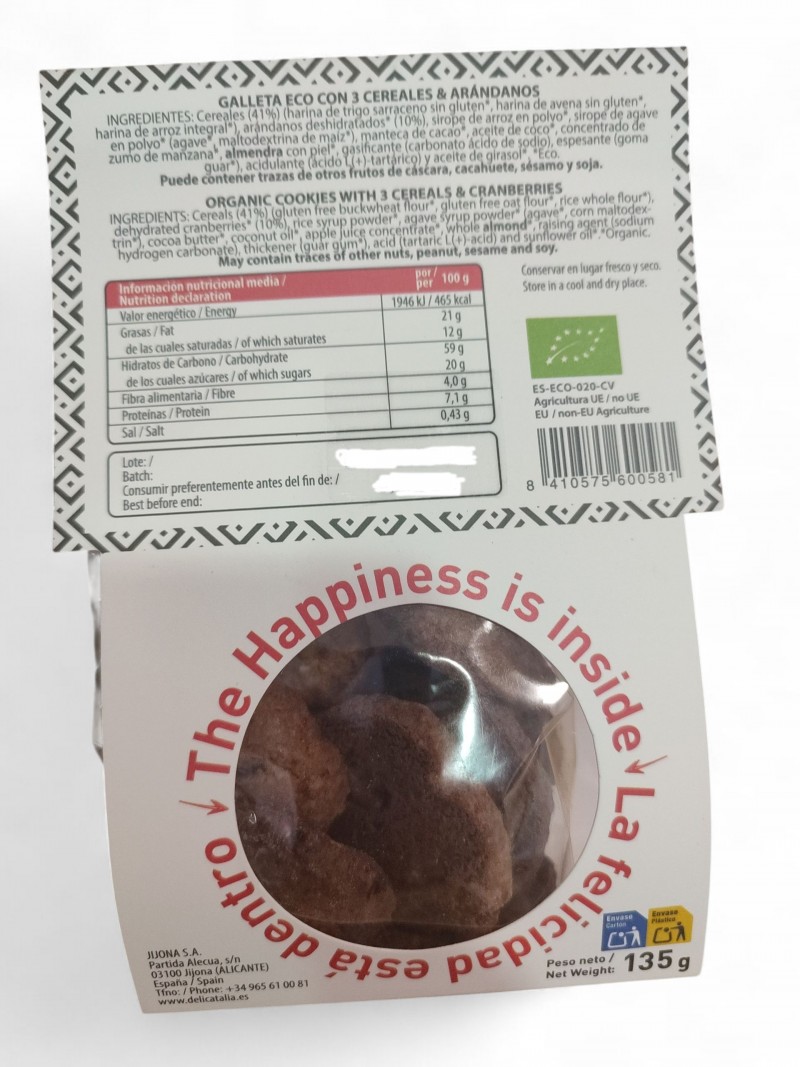 GALLETA ECO CON 3 CEREALES & ARÁNDANOS
INGREDIENTES: Cereales (41%) (harina de trigo sarraceno sin gluten*, harina de avena sin gluten*,
harina de arroz integral*), arándanos deshidratados* (10%), sirope de arroz en polvo*, sirope de agave
en polvo* (agave*, maltodextrina de maíz*), manteca de cacao*, aceite de coco*, concentrado de
zumo de manzana*, almendra con piel*, gasificante (carbonato ácido de sodio), espesante (goma
guar*), acidulante (ácido L(+)-tartárico) y aceite de girasol*. *Eco.
Puede contener trazas de otros frutos de cáscara, cacahuete, sésamo y soja.
ORGANIC COOKIES WITH 3 CEREALS & CRANBERRIES
INGREDIENTS: Cereals (41%) (gluten free buckwheat flour*, gluten free oat flour*, rice whole flour*),
dehydrated cranberries* (10%), rice syrup powder*, agave syrup powder* (agave*, corn maltodex-
trin*), cocoa butter*, coconut oil*, apple juice concentrate*, whole almond*, raising agent (sodium
hydrogen carbonate), thickener (guar gum*), acid (tartaric L(+)-acid) and sunflower oil*.*Organic.
May contain traces of other nuts, peanut, sesame and soy.
Información nutricional media / por / 100 g
Nutrition declaration per
Valor energético / Energy 1946 kJ / 465 kcal
Grasas / Fat 21 g
de las cuales saturadas / of which saturates 12 g
Hidratos de Carbono / Carbohydrate 59 g
de los cuales azúcares / of which sugars 20 g
Fibra alimentaria / Fibre 4,0 g
Proteínas / Protein 7,1 g
Sal / Salt 0,43 g
Conservar en lugar fresco y seco.
Store in a cool and dry place.
ES-ECO-020-CV
Agricultura UE / no UE
EU / non-EU Agriculture
Lote: /
Batch:
Consumir preferentemente antes del fin de: /
Best before end:
8 410575 600581
The Happiness is inside
La felicidad está dentro
Envase
Cartón
Envase
Plástico
JIJONA S.A.
Partida Alecua, s/n
03100 Jijona (ALICANTE)
España / Spain
Tfno: / Phone: +34 965 61 00 81
www.delicatalia.es
Peso neto /
Net Weight: 135 g